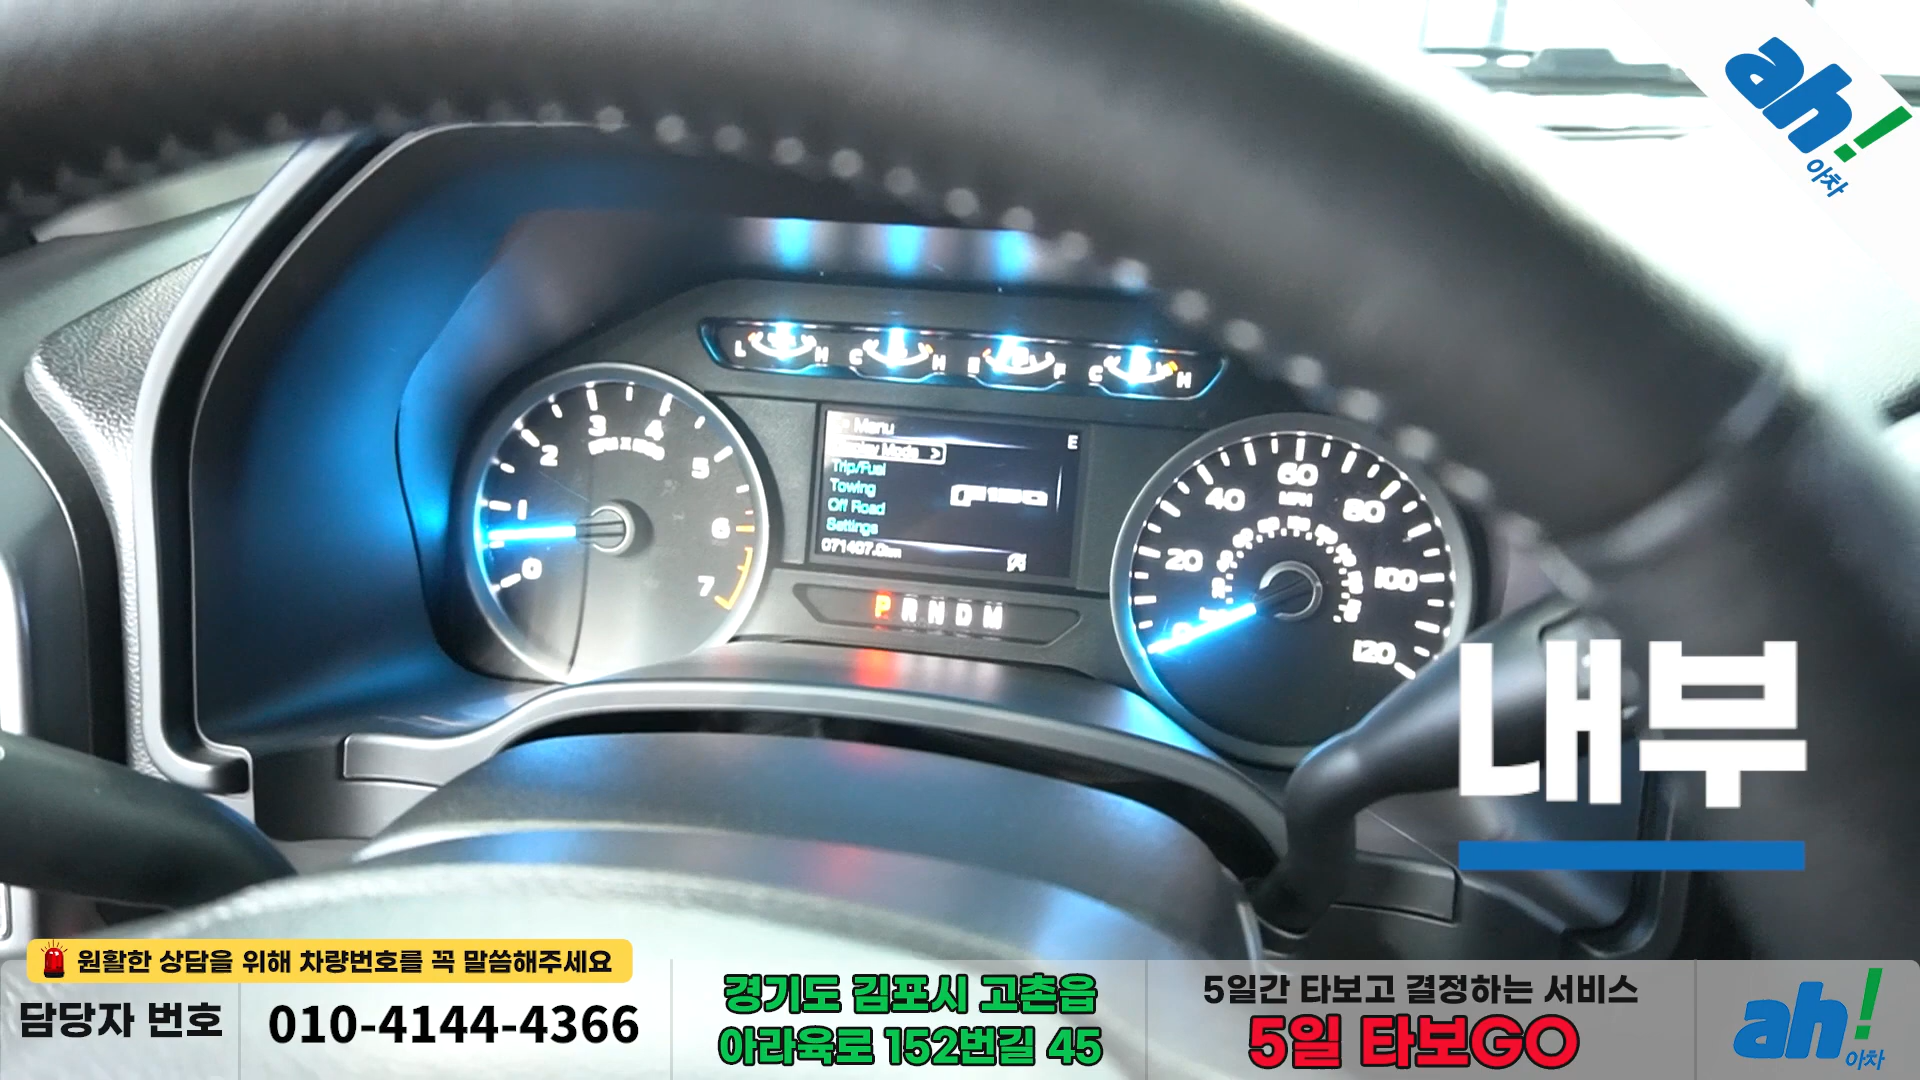 ah!
아차
L H C H E F C H
Menu
E
Display Mode >
Trip/Fuel
Towing
Off Road
Settings
P R N D M
0 1 2 3 4 5 6 7
0 20 40 60 80 100 120
MPH
내부
원활한 상담을 위해 차량번호를 꼭 말씀해주세요
담당자 번호
010-4144-4366
경기도 김포시 고촌읍
아라육로 152번길 45
5일간 타보고 결정하는 서비스
5일 타보GO
ah!
아차